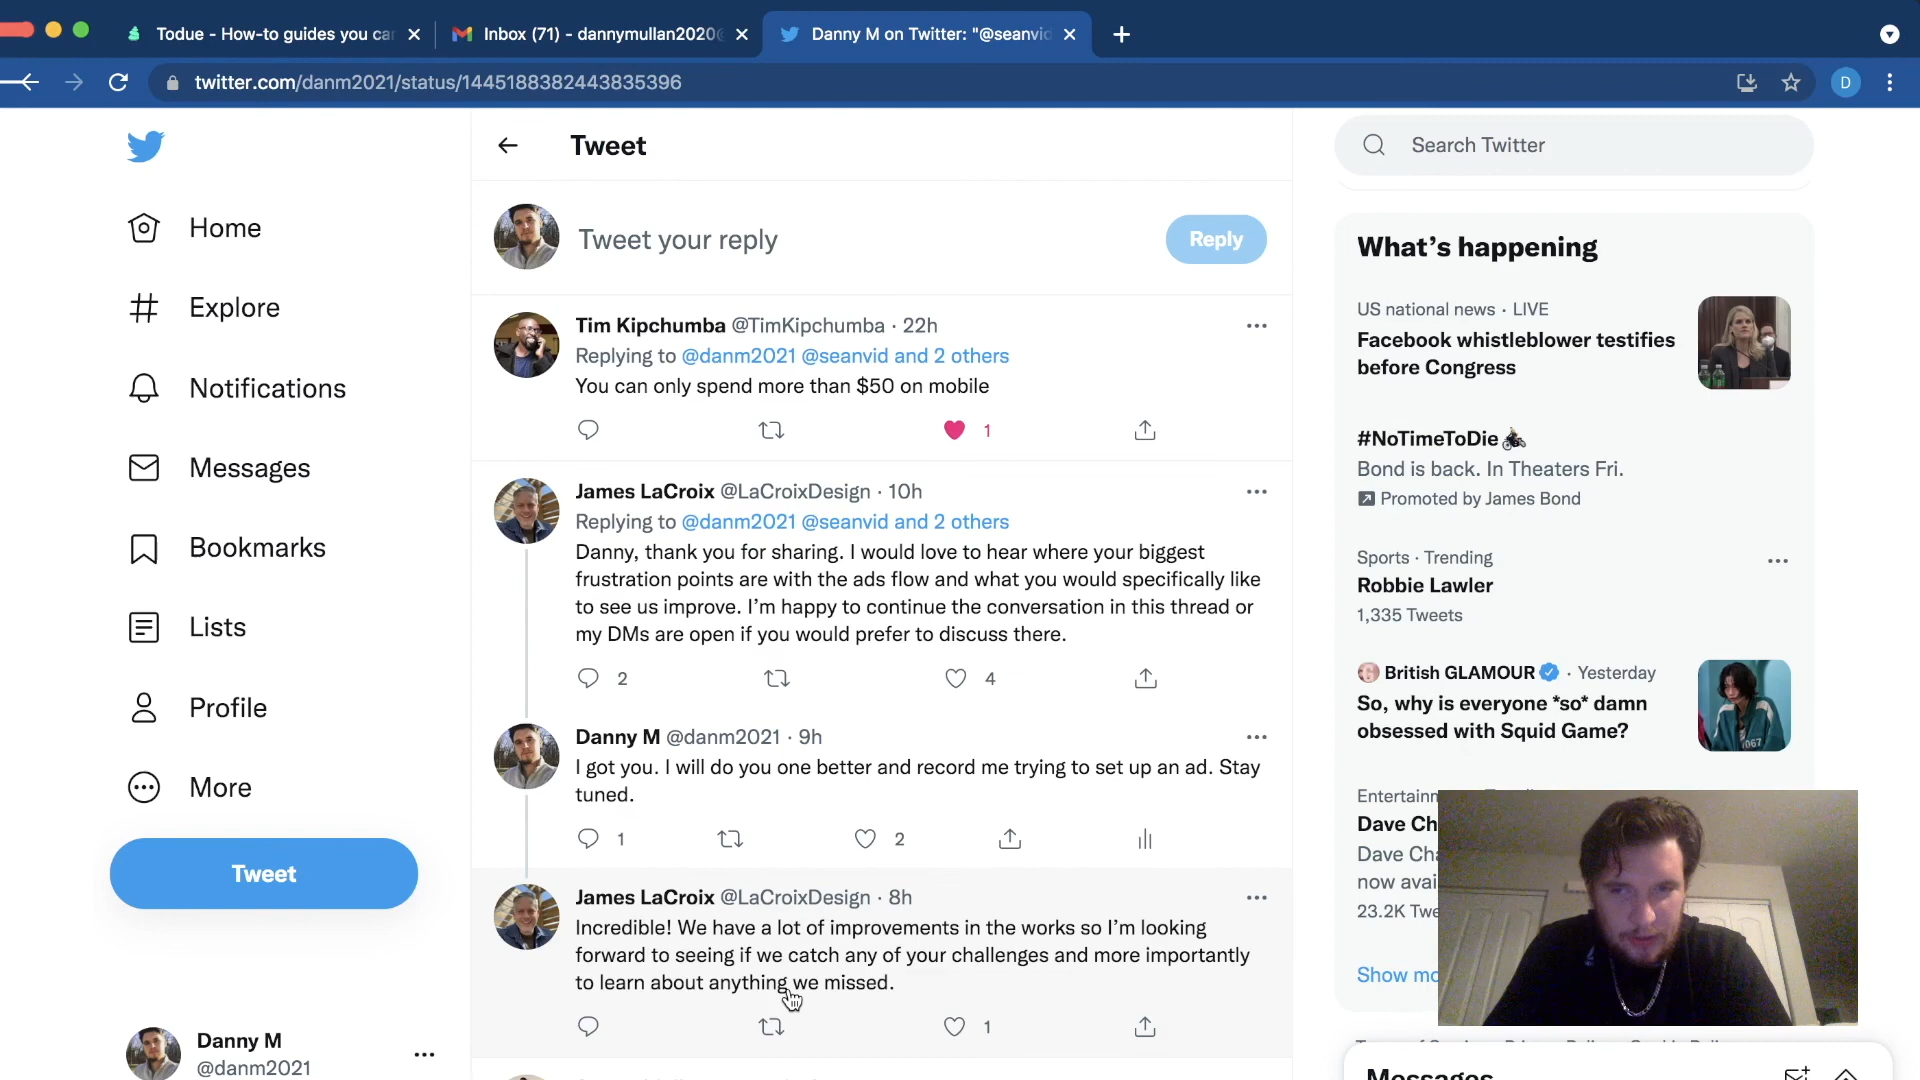 Todue - How-to guides you car
Inbox (71) - dannymullan2020
Danny M on Twitter: "@seanvid
twitter.com/danm2021/status/1445188382443835396
D
Home
Explore
Notifications
Messages
Bookmarks
Lists
Profile
More
Tweet
Danny M
@danm2021
Tweet
Tweet your reply
Reply
Tim Kipchumba @TimKipchumba · 22h
Replying to @danm2021 @seanvid and 2 others
You can only spend more than $50 on mobile
1
James LaCroix @LaCroixDesign · 10h
Replying to @danm2021 @seanvid and 2 others
Danny, thank you for sharing. I would love to hear where your biggest
frustration points are with the ads flow and what you would specifically like
to see us improve. I'm happy to continue the conversation in this thread or
my DMs are open if you would prefer to discuss there.
2 4
Danny M @danm2021 · 9h
I got you. I will do you one better and record me trying to set up an ad. Stay
tuned.
1 2
James LaCroix @LaCroixDesign · 8h
Incredible! We have a lot of improvements in the works so I'm looking
forward to seeing if we catch any of your challenges and more importantly
to learn about anything we missed.
1
Search Twitter
What's happening
US national news · LIVE
Facebook whistleblower testifies
before Congress
#NoTimeToDie
Bond is back. In Theaters Fri.
Promoted by James Bond
Sports · Trending
Robbie Lawler
1,335 Tweets
British GLAMOUR · Yesterday
So, why is everyone *so* damn
obsessed with Squid Game?
067
Entertainn
Dave Ch
Dave Cha
now avai
23.2K Twe
Show mo
Messages